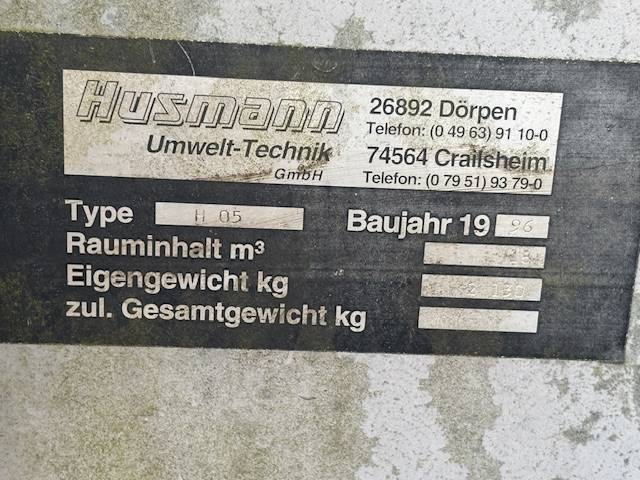 Husmann
Umwelt-Technik
GmbH
26892 Dörpen
Telefon: (0 49 63) 91 10-0
74564 Crailsheim
Telefon: (0 79 51) 93 79-0
Type H 05
Baujahr 19 96
Rauminhalt m³
Eigengewicht kg
zul. Gesamtgewicht kg